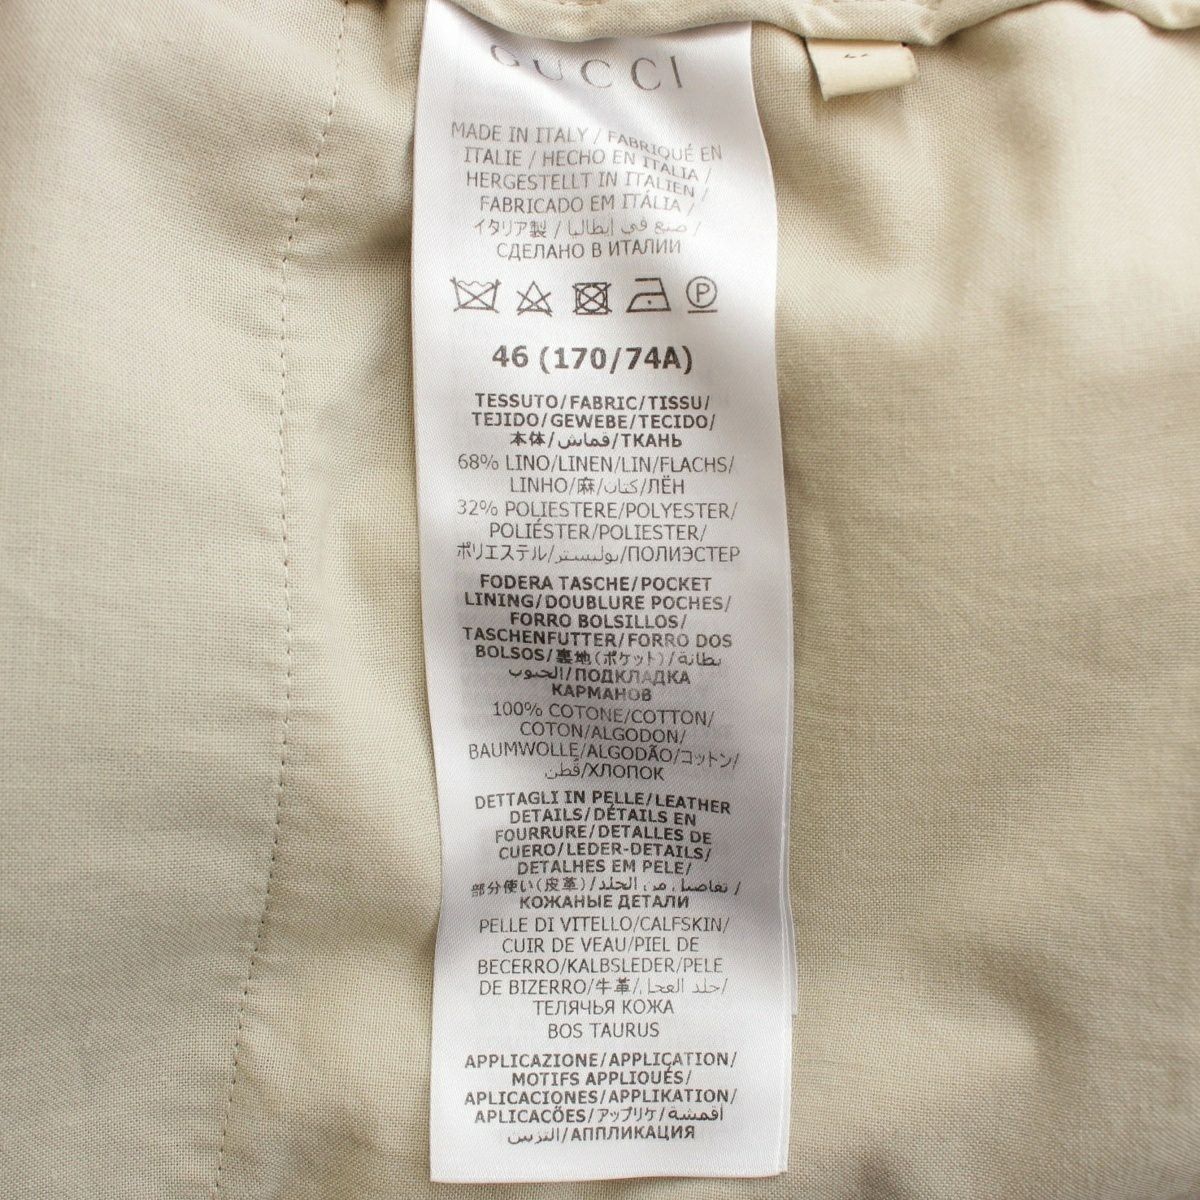 GUCCI
MADE IN ITALY / FABRIQUÉ EN
ITALIE / HECHO EN ITALIA /
HERGESTELLT IN ITALIEN /
FABRICADO EM ITÁLIA /
イタリア製 / صنع في إيطاليا /
СДЕЛАНО В ИТАЛИИ
P
46 (170/74A)
TESSUTO/FABRIC/TISSU/
TEJIDO/GEWEBE/TECIDO/
本体/قماش/ТКАНЬ
68% LINO/LINEN/LIN/FLACHS/
LINHO/麻/كتان/ЛЁН
32% POLIESTERE/POLYESTER/
POLIÉSTER/POLIESTER/
ポリエステル/بوليستر/ПОЛИЭСТЕР
FODERA TASCHE/POCKET
LINING/DOUBLURE POCHES/
FORRO BOLSILLOS/
TASCHENFUTTER/FORRO DOS
BOLSOS/裏地(ポケット)/بطانة
الجيوب/ПОДКЛАДКА
КАРМАНОВ
100% COTONE/COTTON/
COTON/ALGODON/
BAUMWOLLE/ALGODÃO/コットン/
قطن/ХЛОПОК
DETTAGLI IN PELLE/LEATHER
DETAILS/DÉTAILS EN
FOURRURE/DETALLES DE
CUERO/LEDER-DETAILS/
DETALHES EM PELE/
部分使い(皮革)/تفاصيل من الجلد/
КОЖАНЫЕ ДЕТАЛИ
PELLE DI VITELLO/CALFSKIN/
CUIR DE VEAU/PIEL DE
BECERRO/KALBSLEDER/PELE
DE BIZERRO/牛革/جلد العجل/
ТЕЛЯЧЬЯ КОЖА
BOS TAURUS
APPLICAZIONE/APPLICATION/
MOTIFS APPLIQUÉS/
APLICACIONES/APPLIKATION/
APLICAÇÕES/アップリケ/أقمشة
التزيين/АППЛИКАЦИЯ